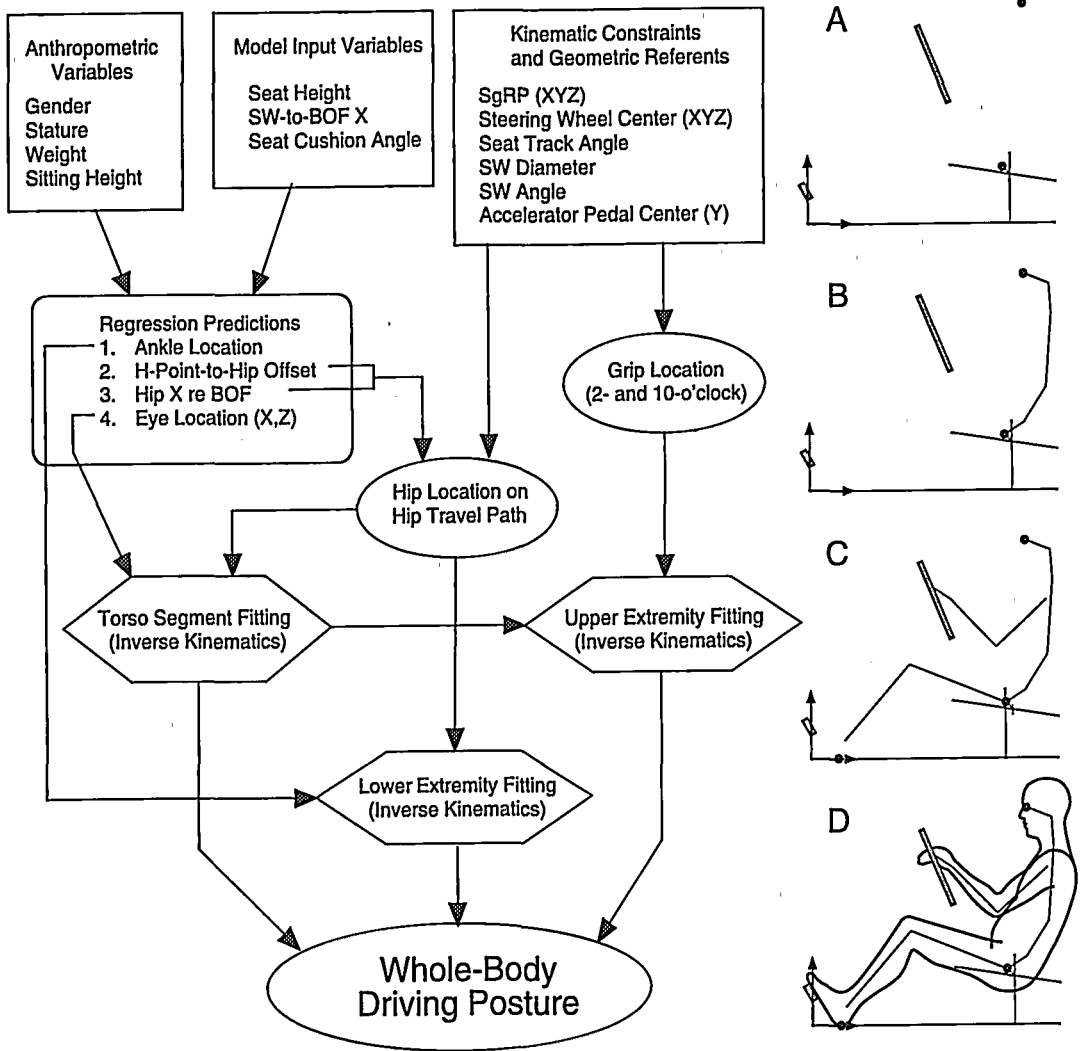 Anthropometric
Variables
Gender
Stature
Weight
Sitting Height
Model Input Variables
Seat Height
SW-to-BOF X
Seat Cushion Angle
Kinematic Constraints
and Geometric Referents
SgRP (XYZ)
Steering Wheel Center (XYZ)
Seat Track Angle
SW Diameter
SW Angle
Accelerator Pedal Center (Y)
Regression Predictions
1. Ankle Location
2. H-Point-to-Hip Offset
3. Hip X re BOF
4. Eye Location (X,Z)
Grip Location
(2- and 10-o'clock)
Hip Location on
Hip Travel Path
Torso Segment Fitting
(Inverse Kinematics)
Upper Extremity Fitting
(Inverse Kinematics)
Lower Extremity Fitting
(Inverse Kinematics)
Whole-Body
Driving Posture
A
B
C
D